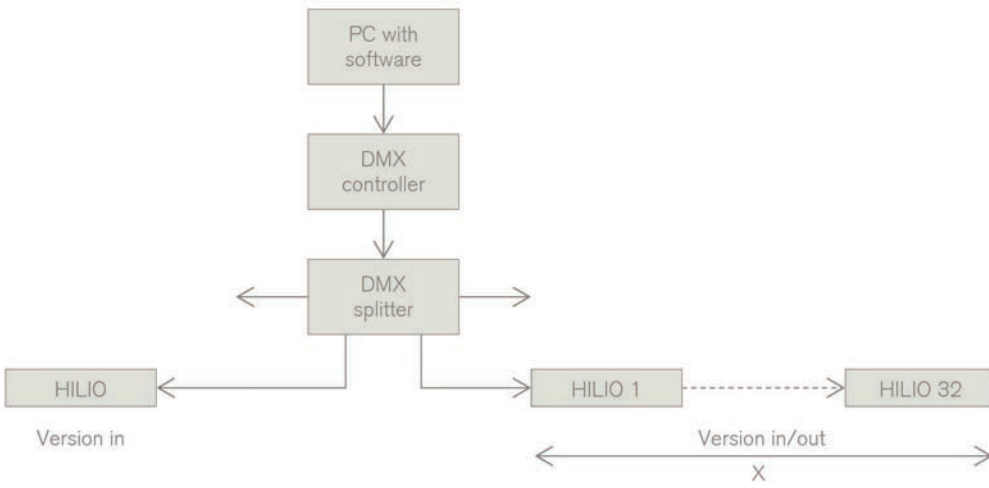 PC with
software
DMX
controller
DMX
splitter
HILIO
HILIO 1
HILIO 32
Version in
Version in/out
X